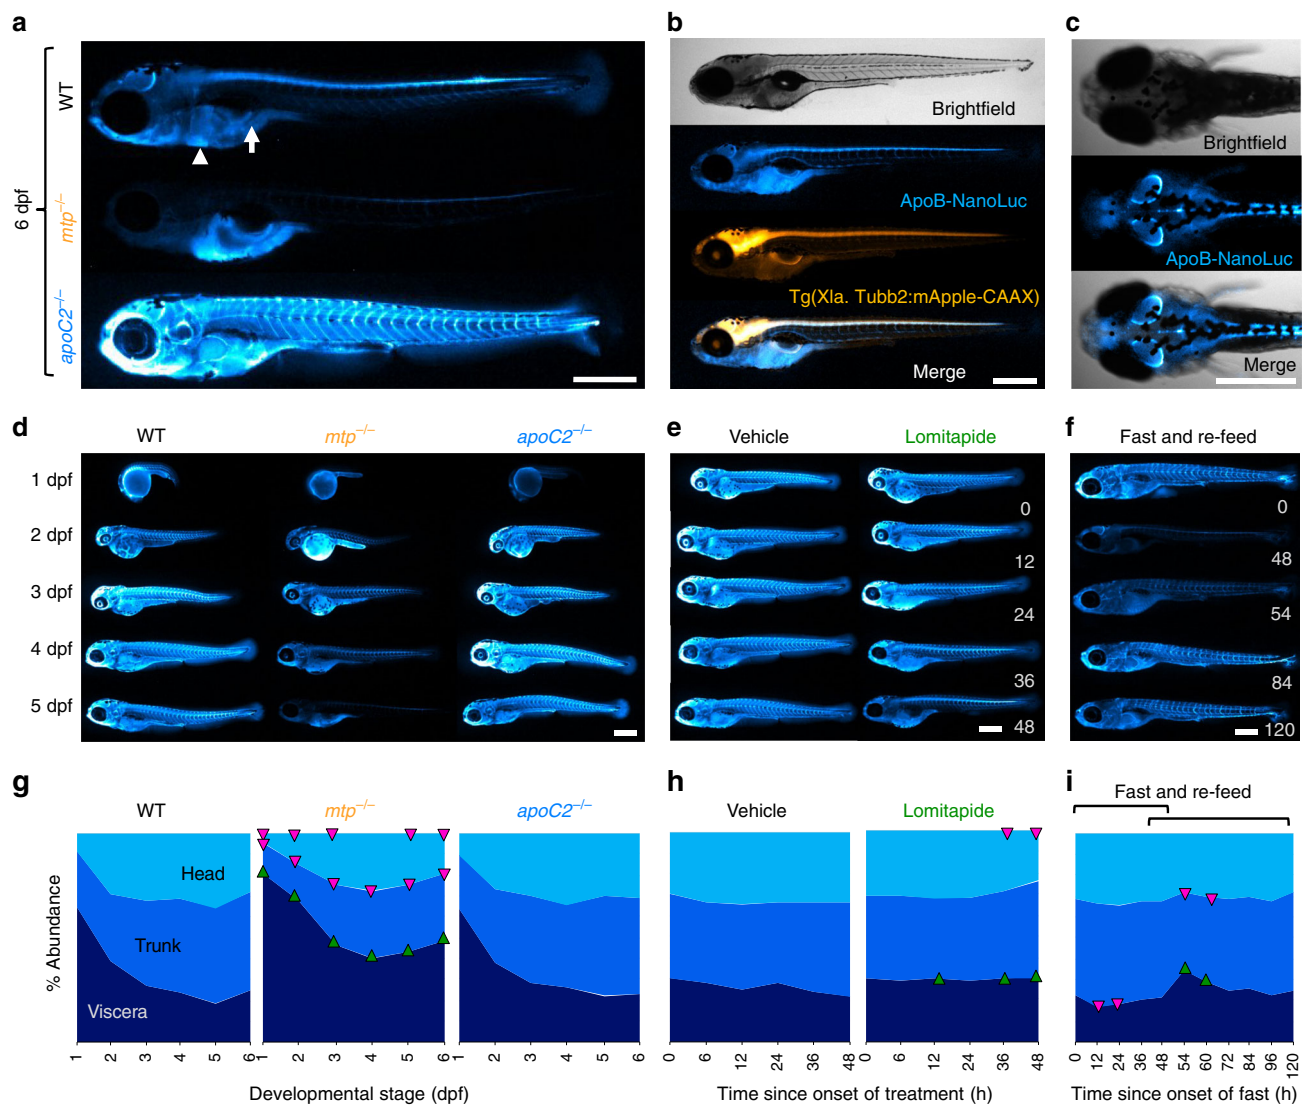 a
b
c
6 dpf
WT
mtp–/–
apoC2–/–
Brightfield
ApoB-NanoLuc
Tg(Xla. Tubb2:mApple-CAAX)
Merge
Brightfield
ApoB-NanoLuc
Merge
d
WT
mtp–/–
apoC2–/–
1 dpf
2 dpf
3 dpf
4 dpf
5 dpf
e
Vehicle
Lomitapide
0
12
24
36
48
f
Fast and re-feed
0
48
54
84
120
g
WT
mtp–/–
apoC2–/–
% Abundance
Head
Trunk
Viscera
1 2 3 4 5 6
1 2 3 4 5 6
1 2 3 4 5 6
Developmental stage (dpf)
h
Vehicle
Lomitapide
0 6 12 24 36 48
0 6 12 24 36 48
Time since onset of treatment (h)
i
Fast and re-feed
0 12 24 36 48 54 60 72 84 96 120
Time since onset of fast (h)